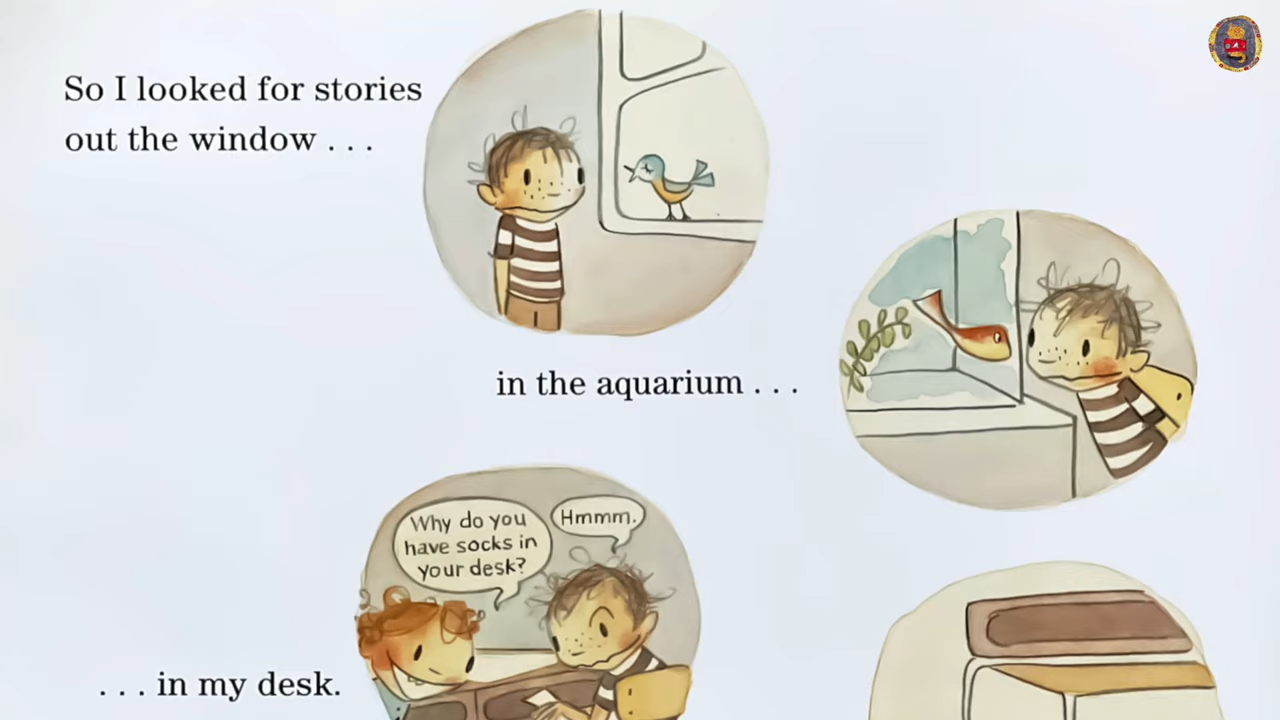 So I looked for stories
out the window . . .
in the aquarium . . .
Why do you
have socks in
your desk?
Hmmm.
. . . in my desk.